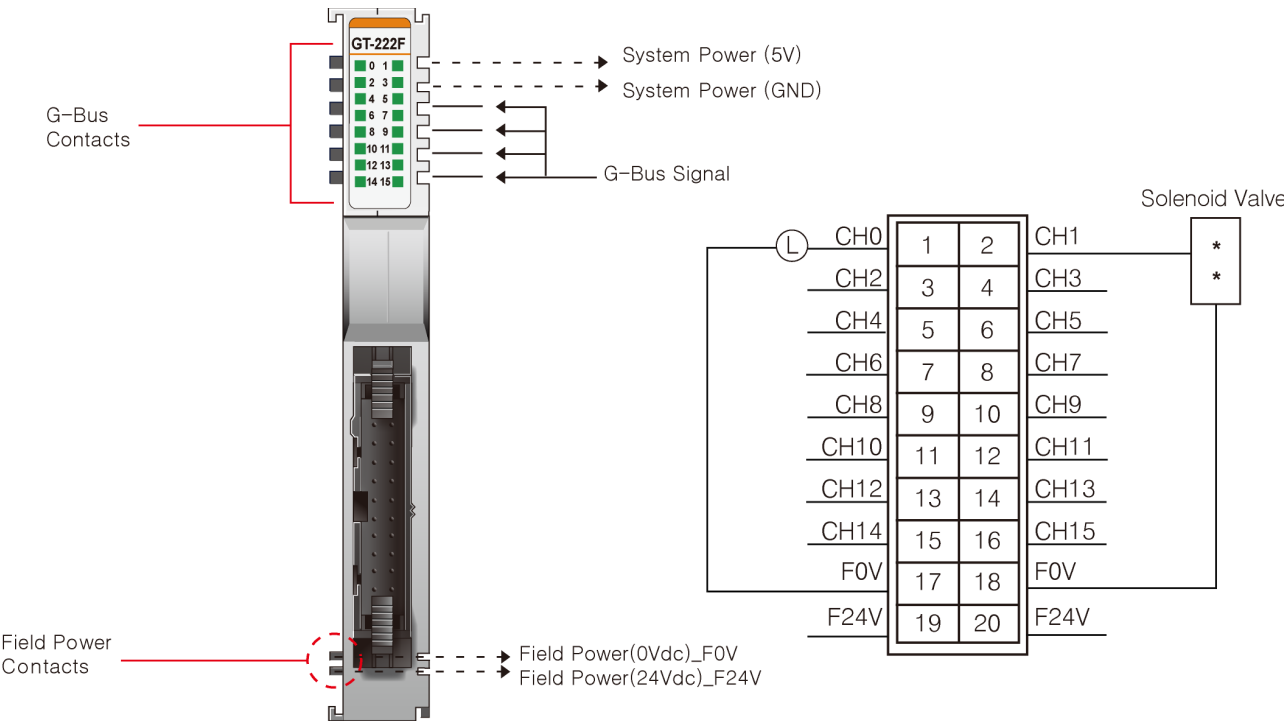 GT-222F
0 1
2 3
4 5
6 7
8 9
10 11
12 13
14 15
G-Bus
Contacts
System Power (5V)
System Power (GND)
G-Bus Signal
Field Power
Contacts
Field Power(0Vdc)_F0V
Field Power(24Vdc)_F24V
Solenoid Valve
*
*
L
CH0 1 2 CH1
CH2 3 4 CH3
CH4 5 6 CH5
CH6 7 8 CH7
CH8 9 10 CH9
CH10 11 12 CH11
CH12 13 14 CH13
CH14 15 16 CH15
F0V 17 18 F0V
F24V 19 20 F24V